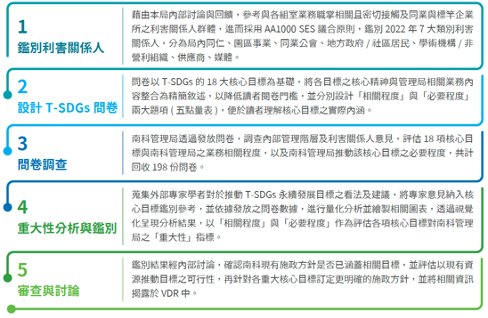 1
鑑別利害關係人
藉由本局內部討論與回饋，參考與各組室業務職掌相關且密切接觸及同業與標竿企業
所之利害關係人群體，進而採用 AA1000 SES 議合原則，鑑別 2022 年 7 大類別利害
關係人，分為局內同仁、園區事業、同業公會、地方政府 / 社區居民、學術機構 / 非
營利組織、供應商、媒體。
2
設計 T-SDGs 問卷
問卷以 T-SDGs 的 18 大核心目標為基礎，將各目標之核心精神與管理局相關業務內
容整合為精簡敘述，以降低讀者閱卷門檻，並分別設計「相關程度」與「必要程度」
兩大題項 ( 五點量表 )，便於讀者理解核心目標之實際內涵。
3
問卷調查
南科管理局透過發放問卷，調查內部管理階層及利害關係人意見，評估 18 項核心目
標與南科管理局之業務相關程度，以及南科管理局推動該核心目標之必要程度，共計
回收 198 份問卷。
4
重大性分析與鑑別
蒐集外部專家學者對於推動 T-SDGs 永續發展目標之看法及建議，將專家意見納入核
心目標鑑別參考，並依據發放之問卷數據，進行量化分析並繪製相關圖表，透過視覺
化呈現分析結果，以「相關程度」與「必要程度」作為評估各項核心目標對南科管理
局之「重大性」指標。
5
審查與討論
鑑別結果經內部討論，確認南科現有施政方針是否已涵蓋相關目標，並評估以現有資
源推動目標之可行性，再針對各重大核心目標訂定更明確的施政方針，並將相關資訊
揭露於 VDR 中。